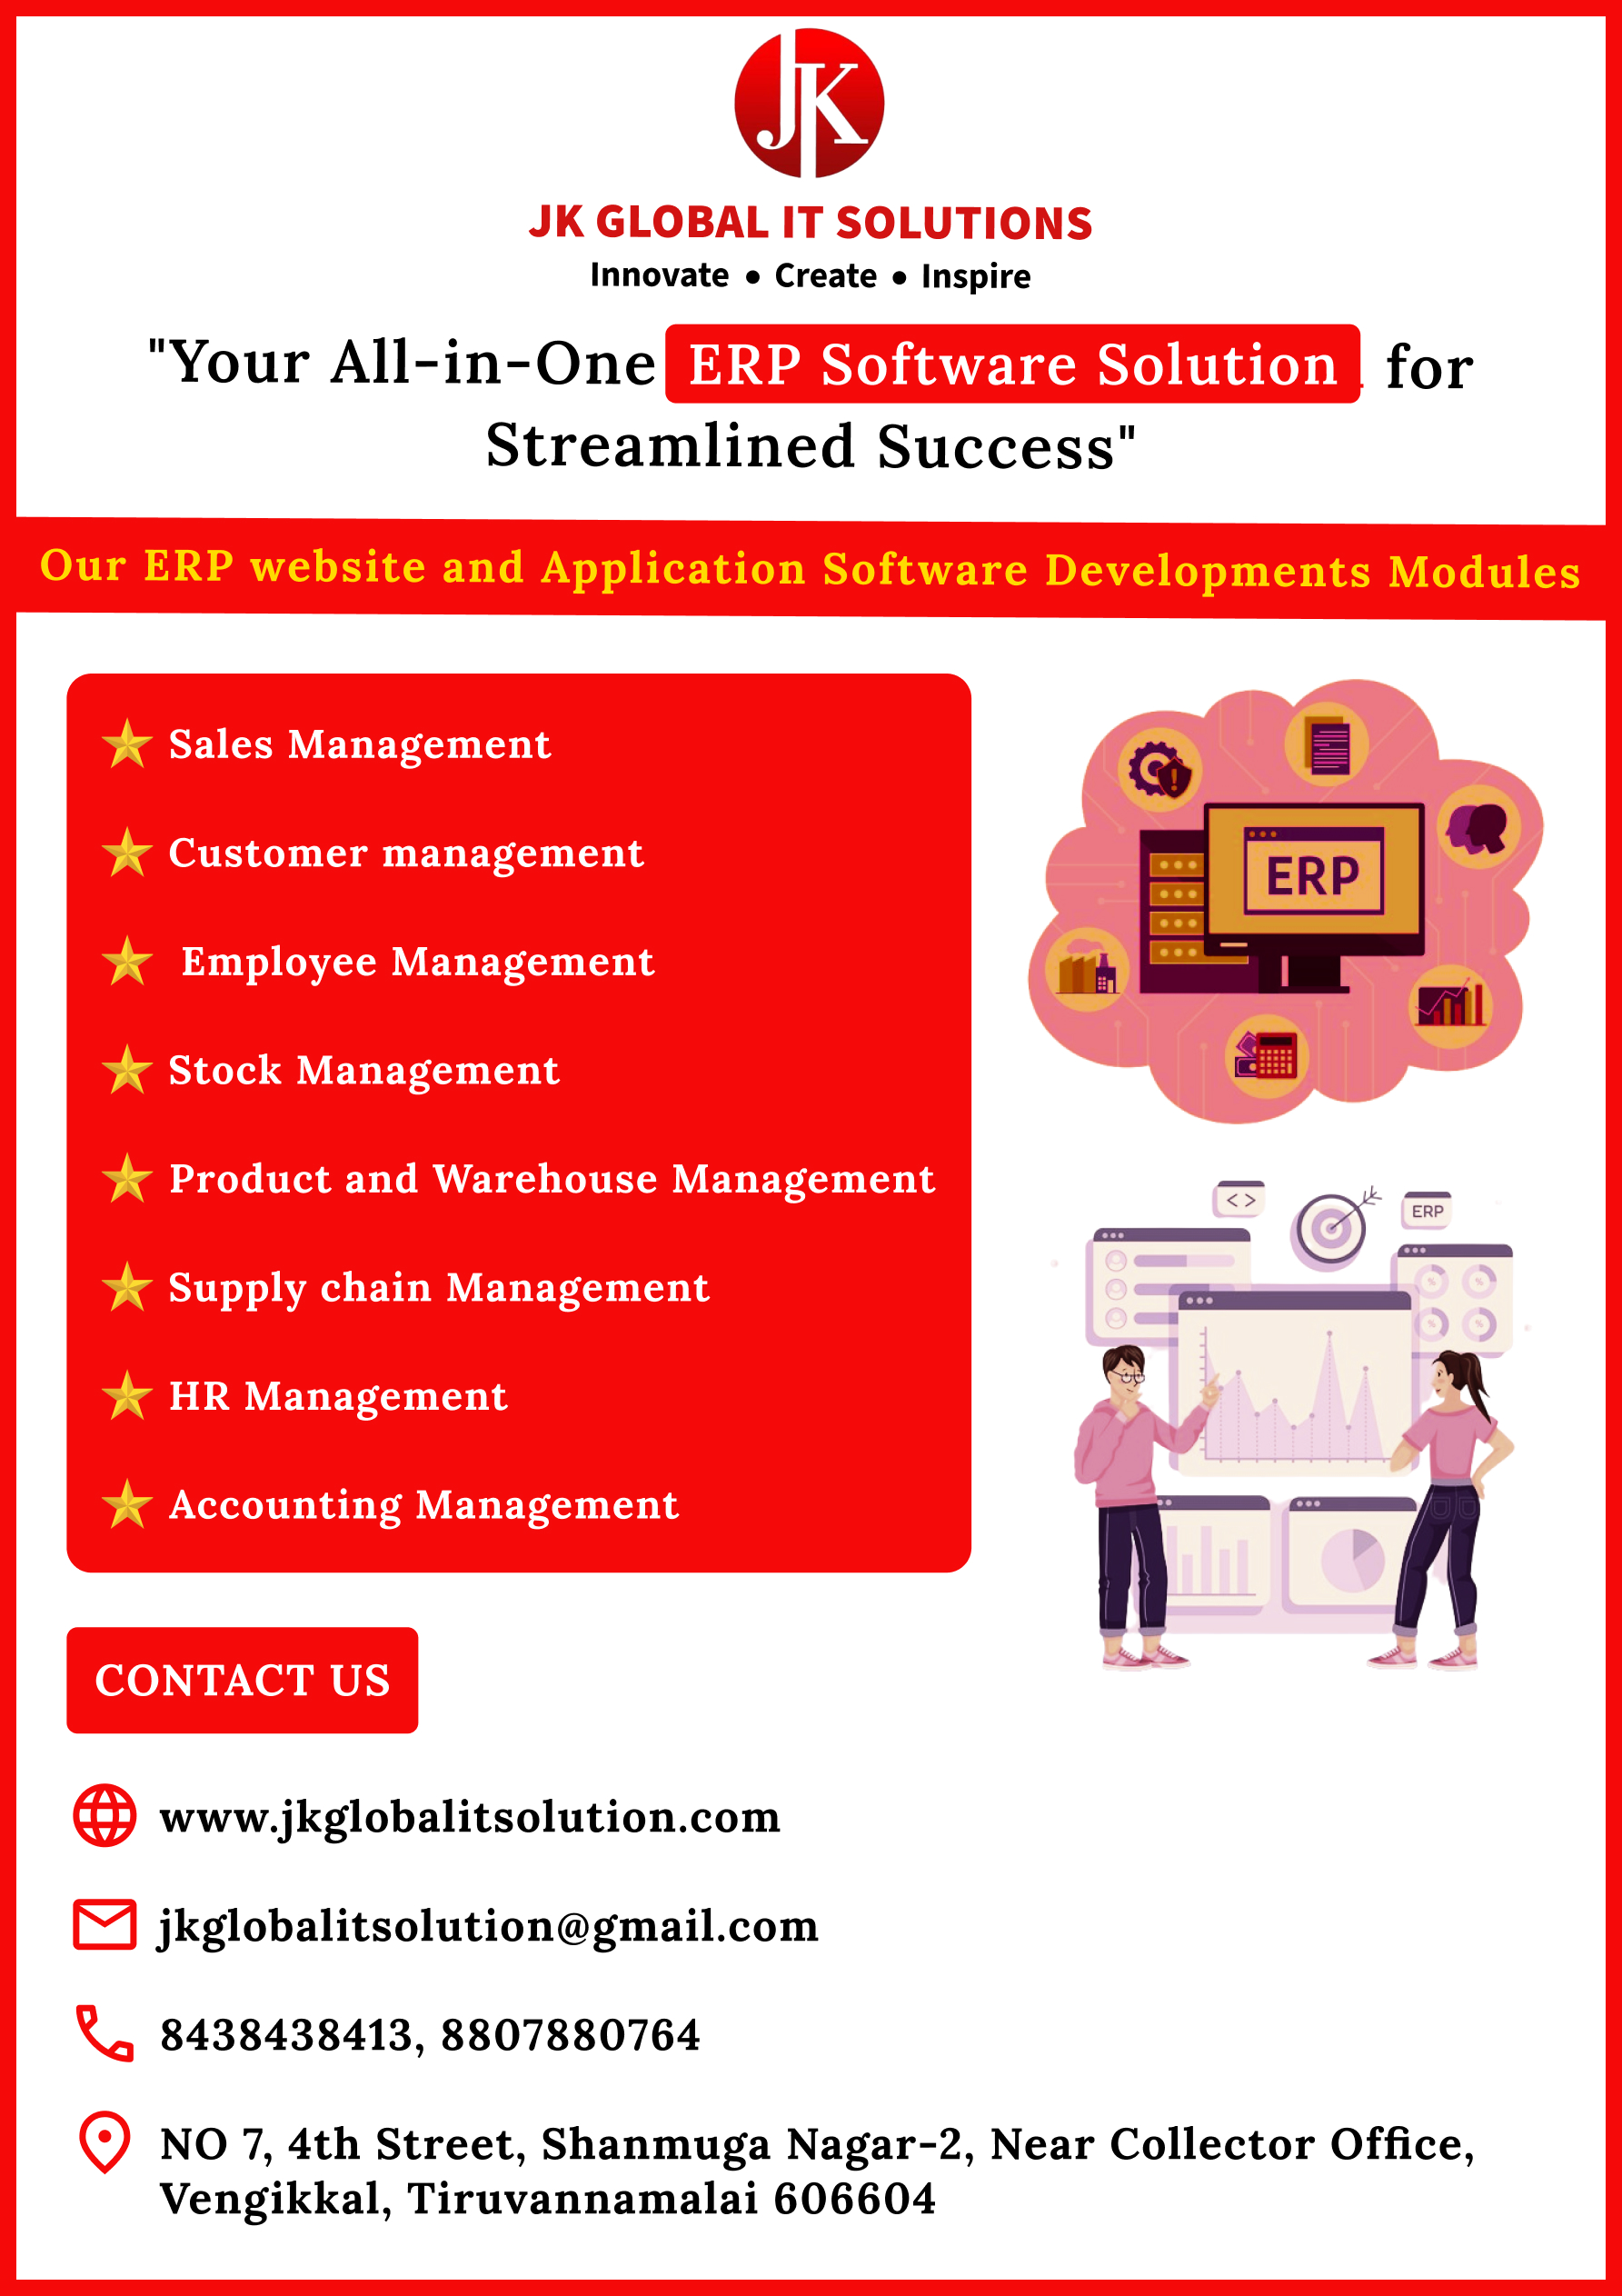 JK
JK GLOBAL IT SOLUTIONS
Innovate • Create • Inspire
"Your All-in-One ERP Software Solution for
Streamlined Success"
Our ERP website and Application Software Developments Modules
Sales Management
Customer management
Employee Management
Stock Management
Product and Warehouse Management
Supply chain Management
HR Management
Accounting Management
ERP
< >
ERP
%
%
%
%
CONTACT US
www.jkglobalitsolution.com
jkglobalitsolution@gmail.com
8438438413, 8807880764
NO 7, 4th Street, Shanmuga Nagar-2, Near Collector Office,
Vengikkal, Tiruvannamalai 606604